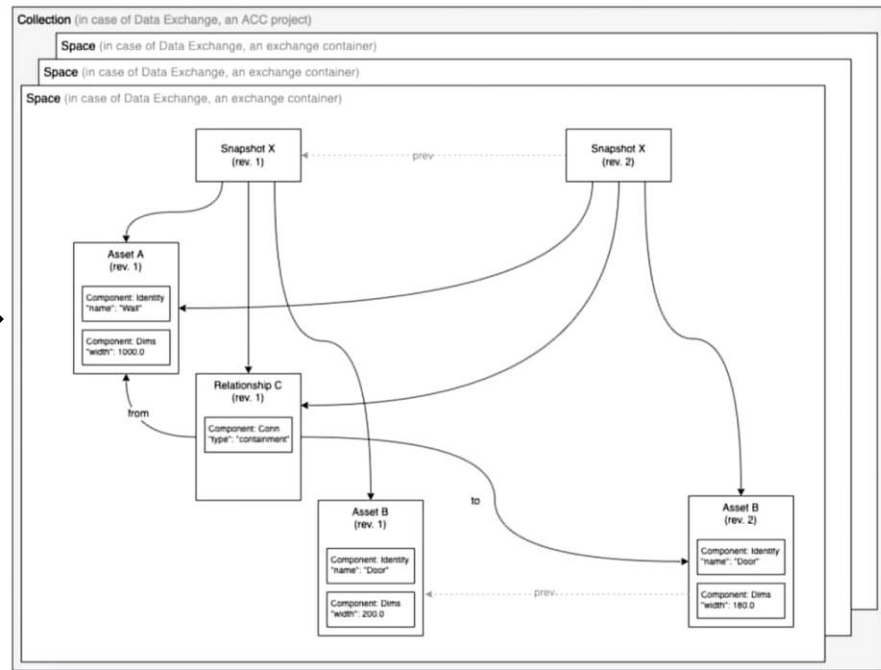 Collection (in case of Data Exchange, an ACC project)
Space (in case of Data Exchange, an exchange container)
Space (in case of Data Exchange, an exchange container)
Space (in case of Data Exchange, an exchange container)
Snapshot X
(rev. 1)
prev
Snapshot X
(rev. 2)
Asset A
(rev. 1)
Component: Identity
"name": "Wall"
Component: Dims
"width": 1000.0
Relationship C
(rev. 1)
Component: Conn
"type": "containment"
from
to
Asset B
(rev. 1)
Component: Identity
"name": "Door"
Component: Dims
"width": 200.0
prev
Asset B
(rev. 2)
Component: Identity
"name": "Door"
Component: Dims
"width": 180.0